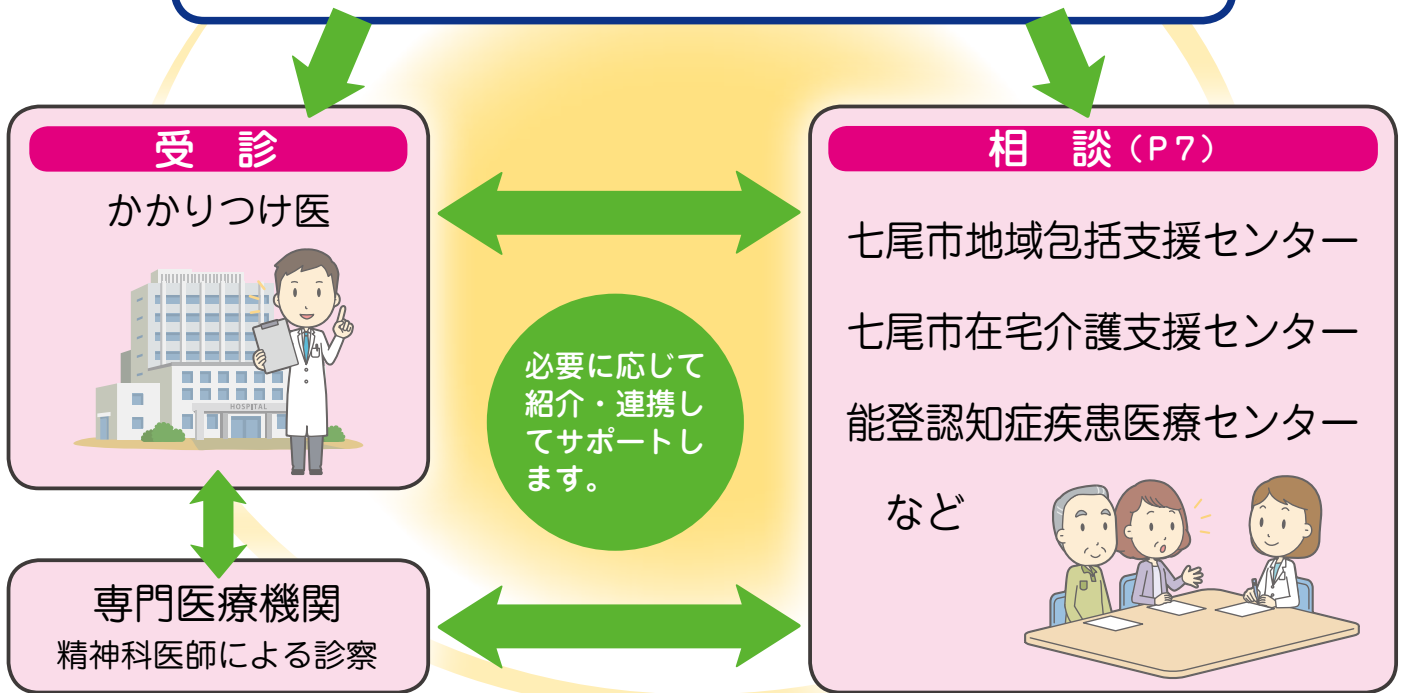 受　診
かかりつけ医
HOSPITAL
専門医療機関
精神科医師による診察
必要に応じて
紹介・連携し
てサポートし
ます。
相　談（P７）
七尾市地域包括支援センター
七尾市在宅介護支援センター
能登認知症疾患医療センター
など